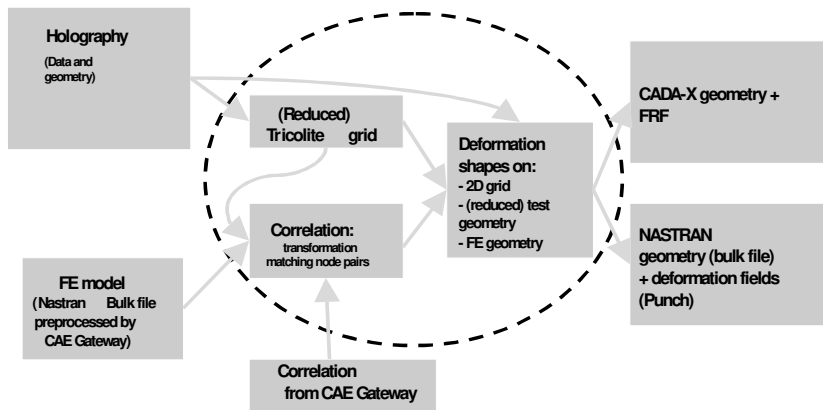 Holography
(Data and
geometry)
(Reduced)
Tricolite grid
Correlation:
transformation
matching node pairs
FE model
(Nastran Bulk file
preprocessed by
CAE Gateway)
Correlation
from CAE Gateway
Deformation
shapes on:
- 2D grid
- (reduced) test
geometry
- FE geometry
CADA-X geometry +
FRF
NASTRAN
geometry (bulk file)
+ deformation fields
(Punch)